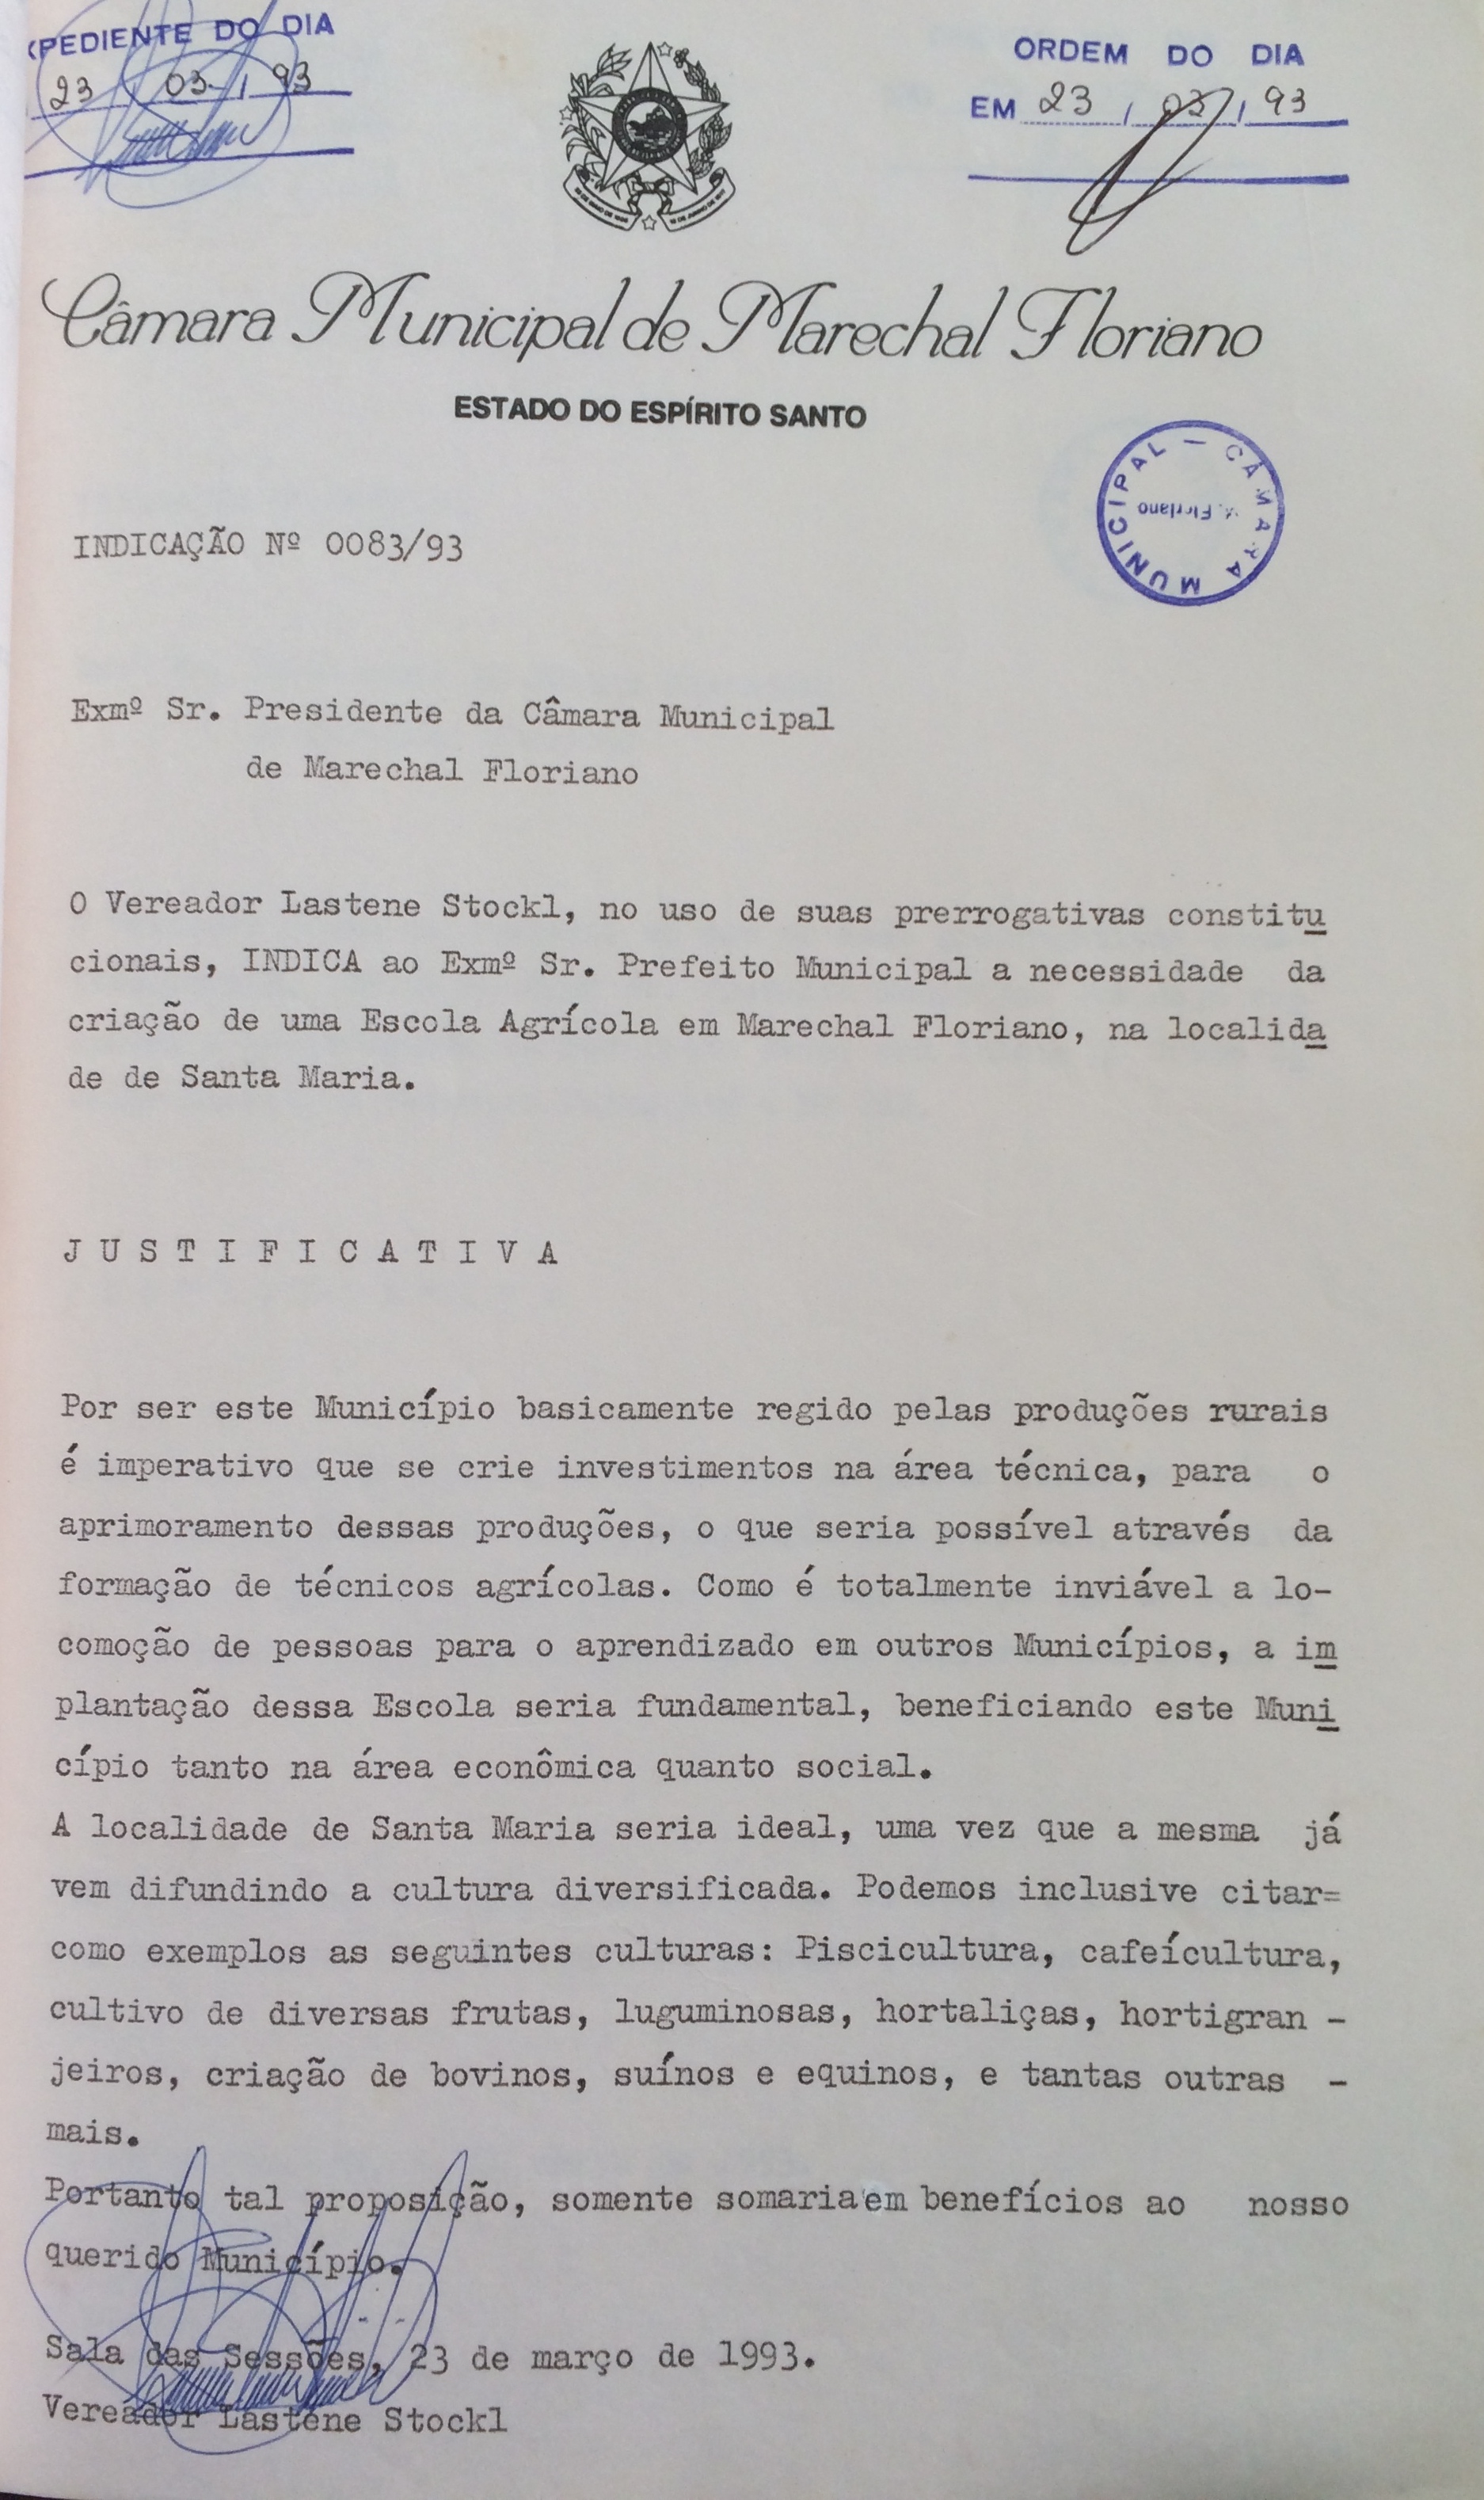 XPEDIENTE DO DIA
23 / 03 / 93
ORDEM DO DIA
EM 23 / 03 / 93
Câmara Municipal de Marechal Floriano
ESTADO DO ESPÍRITO SANTO
CÂMARA MUNICIPAL —
M. Floriano
INDICAÇÃO Nº 0083/93
Exmº Sr. Presidente da Câmara Municipal
de Marechal Floriano
O Vereador Lastene Stockl, no uso de suas prerrogativas constitu
cionais, INDICA ao Exmº Sr. Prefeito Municipal a necessidade da
criação de uma Escola Agrícola em Marechal Floriano, na localida
de de Santa Maria.
J U S T I F I C A T I V A
Por ser este Município basicamente regido pelas produções rurais
é imperativo que se crie investimentos na área técnica, para o
aprimoramento dessas produções, o que seria possível através da
formação de técnicos agrícolas. Como é totalmente inviável a lo-
comoção de pessoas para o aprendizado em outros Municípios, a im
plantação dessa Escola seria fundamental, beneficiando este Muni
cípio tanto na área econômica quanto social.
A localidade de Santa Maria seria ideal, uma vez que a mesma já
vem difundindo a cultura diversificada. Podemos inclusive citar=
como exemplos as seguintes culturas: Piscicultura, cafeícultura,
cultivo de diversas frutas, luguminosas, hortaliças, hortigran -
jeiros, criação de bovinos, suínos e equinos, e tantas outras -
mais.
Portanto tal proposição, somente somaria em benefícios ao nosso
querido Município.
Sala das Sessões, 23 de março de 1993.
Vereador Lastene Stockl